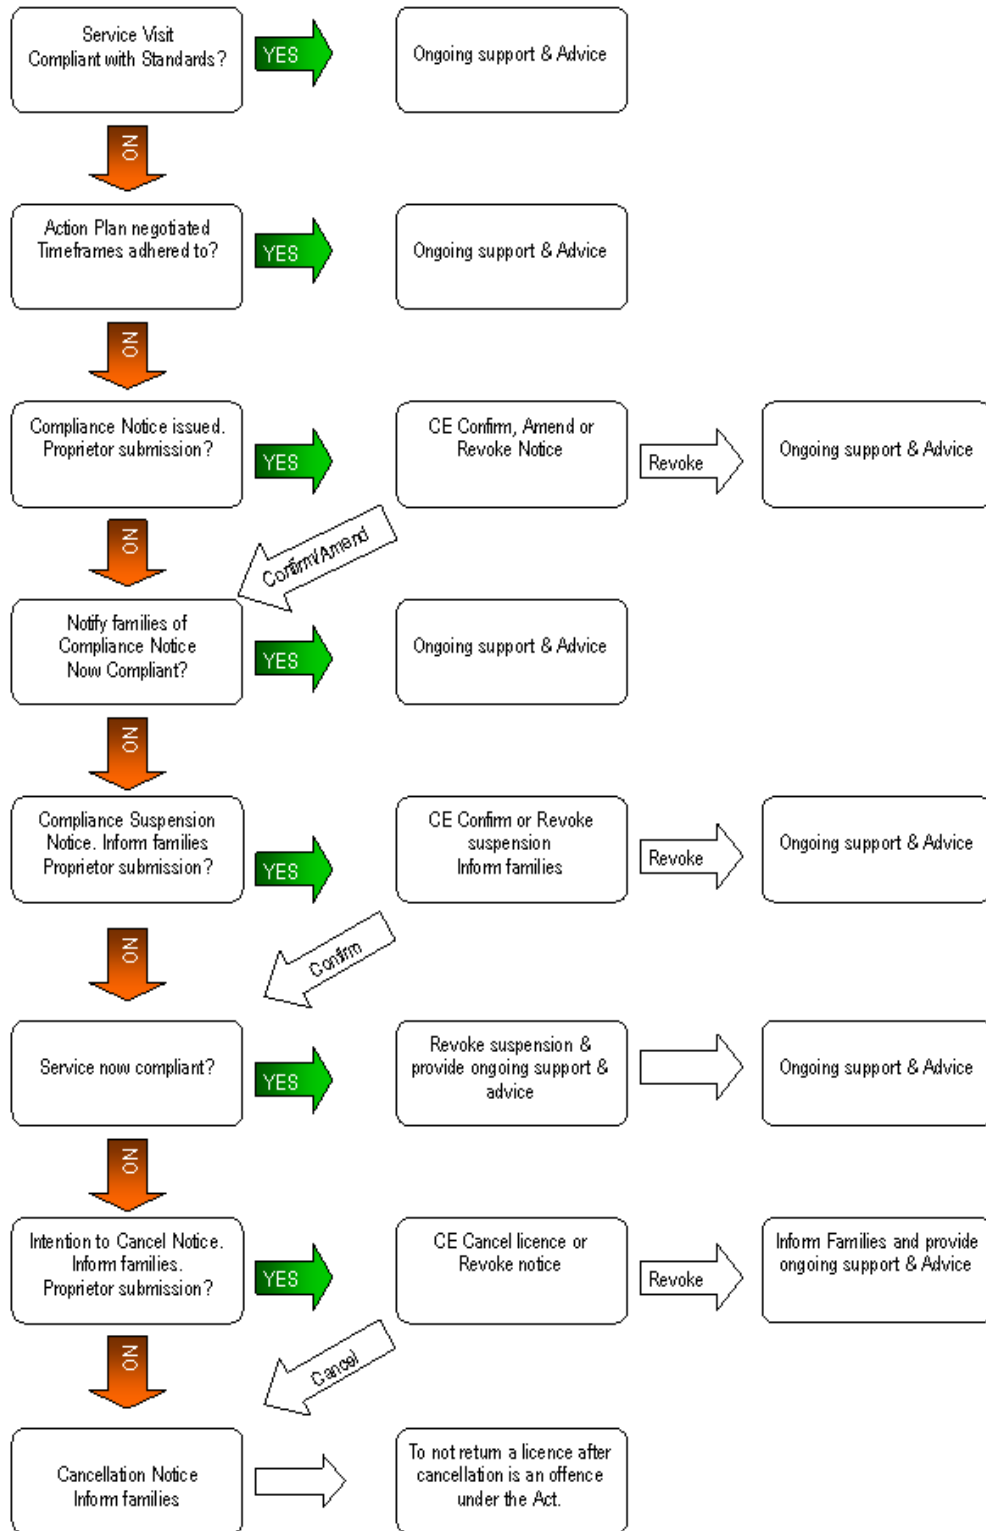 Service Visit
Compliant with Standards?
YES
Ongoing support & Advice
NO
Action Plan negotiated
Timeframes adhered to?
YES
Ongoing support & Advice
NO
Compliance Notice issued.
Proprietor submission?
YES
CE Confirm, Amend or
Revoke Notice
Revoke
Ongoing support & Advice
NO
Confirm/Amend
Notify families of
Compliance Notice
Now Compliant?
YES
Ongoing support & Advice
NO
Compliance Suspension
Notice. Inform families
Proprietor submission?
YES
CE Confirm or Revoke
suspension
Inform families
Revoke
Ongoing support & Advice
NO
Confirm
Service now compliant?
YES
Revoke suspension &
provide ongoing support &
advice
Ongoing support & Advice
NO
Intention to Cancel Notice.
Inform families.
Proprietor submission?
YES
CE Cancel licence or
Revoke notice
Revoke
Inform Families and provide
ongoing support & Advice
NO
Cancel
Cancellation Notice
Inform families
To not return a licence after
cancellation is an offence
under the Act.